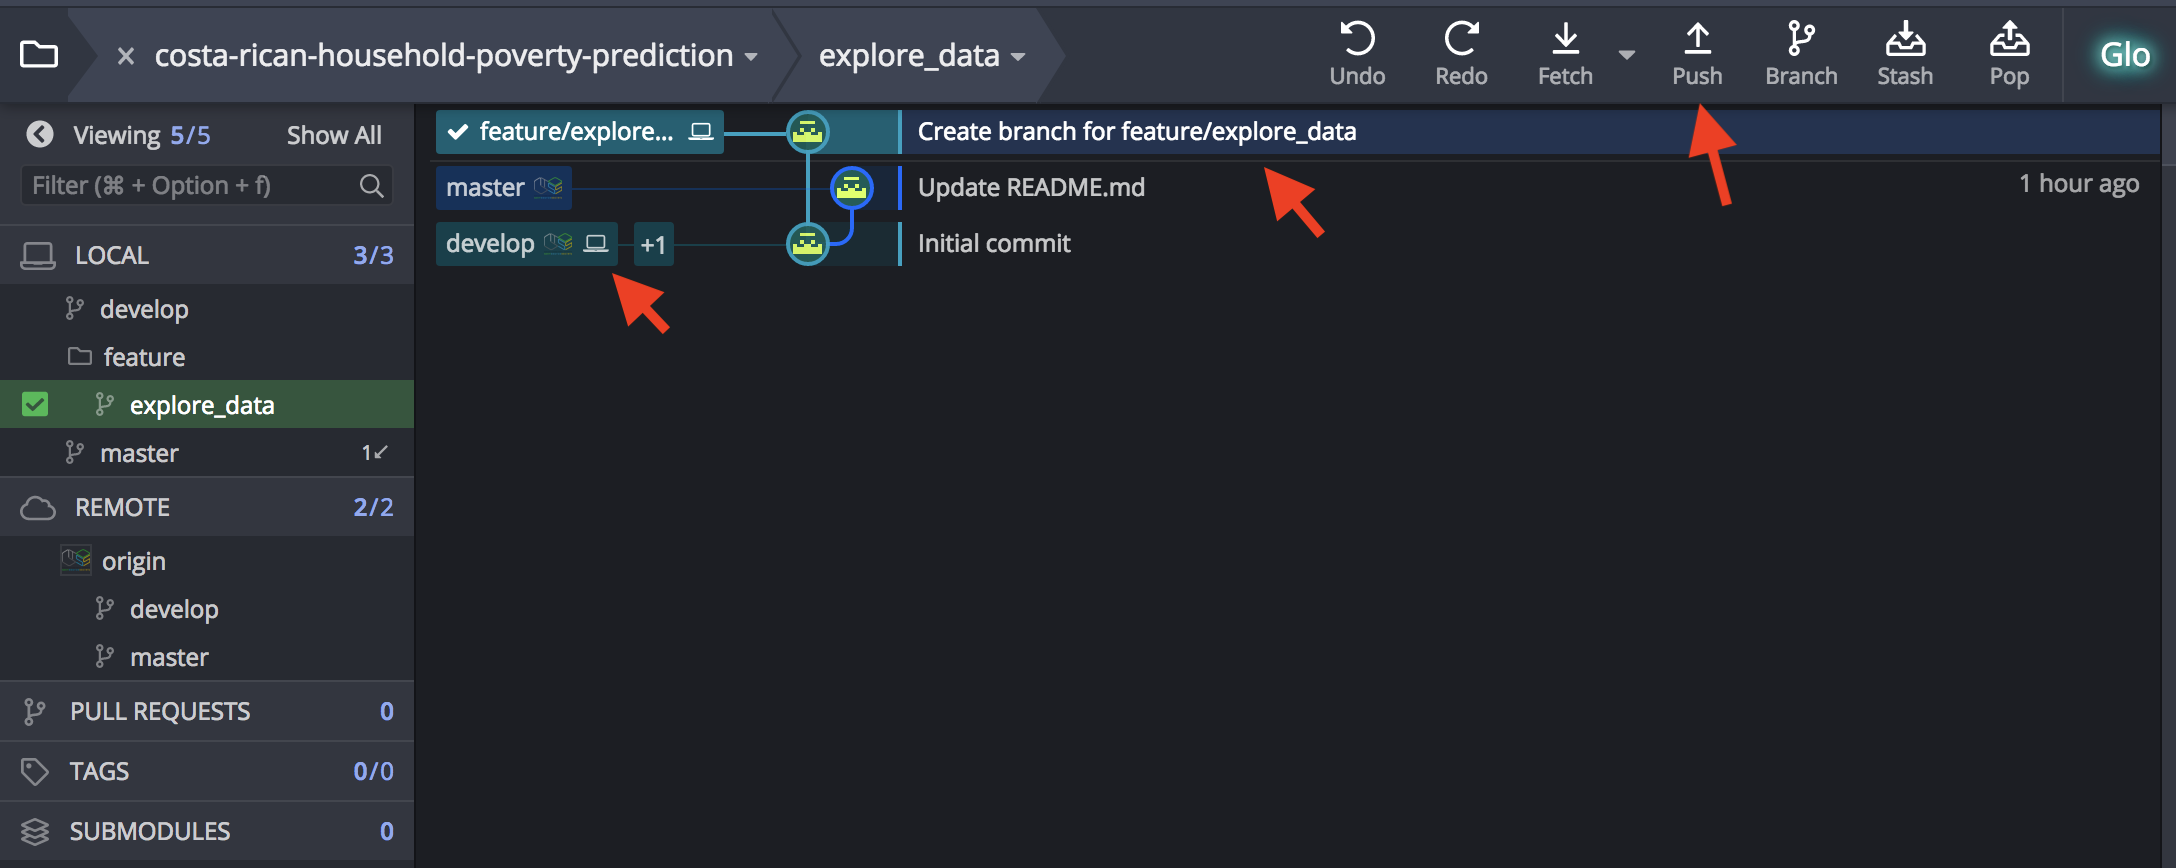 costa-rican-household-poverty-prediction
explore_data
Undo
Redo
Fetch
Push
Branch
Stash
Pop
Glo
Viewing 5/5 Show All
Filter (⌘ + Option + f)
LOCAL 3/3
develop
feature
explore_data
master 1↙
REMOTE 2/2
origin
develop
master
PULL REQUESTS 0
TAGS 0/0
SUBMODULES 0
feature/explore... Create branch for feature/explore_data
master Update README.md 1 hour ago
develop +1 Initial commit